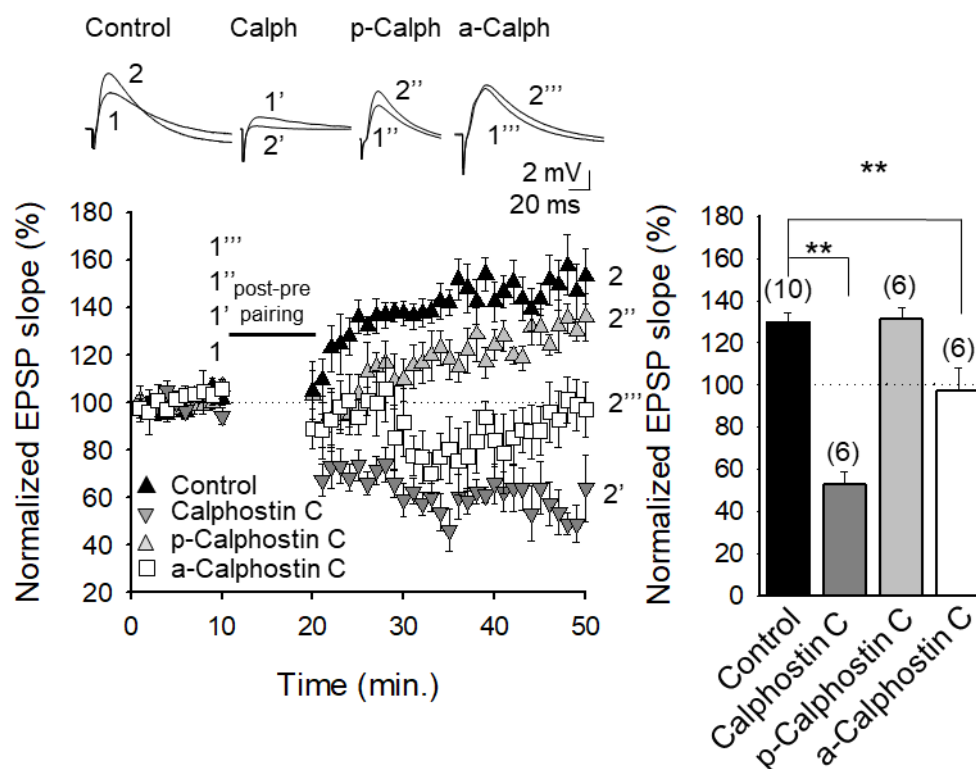 Control Calph p-Calph a-Calph
2 1' 2'' 2'''
1 2' 1'' 1'''
2 mV
20 ms
**
Normalized EPSP slope (%)
180
160
140
120
100
80
60
40
20
1'''
1''
1'
1
post-pre
pairing
2
2''
2'''
2'
Control
Calphostin C
p-Calphostin C
a-Calphostin C
0 10 20 30 40 50
Time (min.)
Normalized EPSP slope (%)
180
160
140
120
100
80
60
40
20
0
**
(10)
(6)
(6)
(6)
Control
Calphostin C
p-Calphostin C
a-Calphostin C